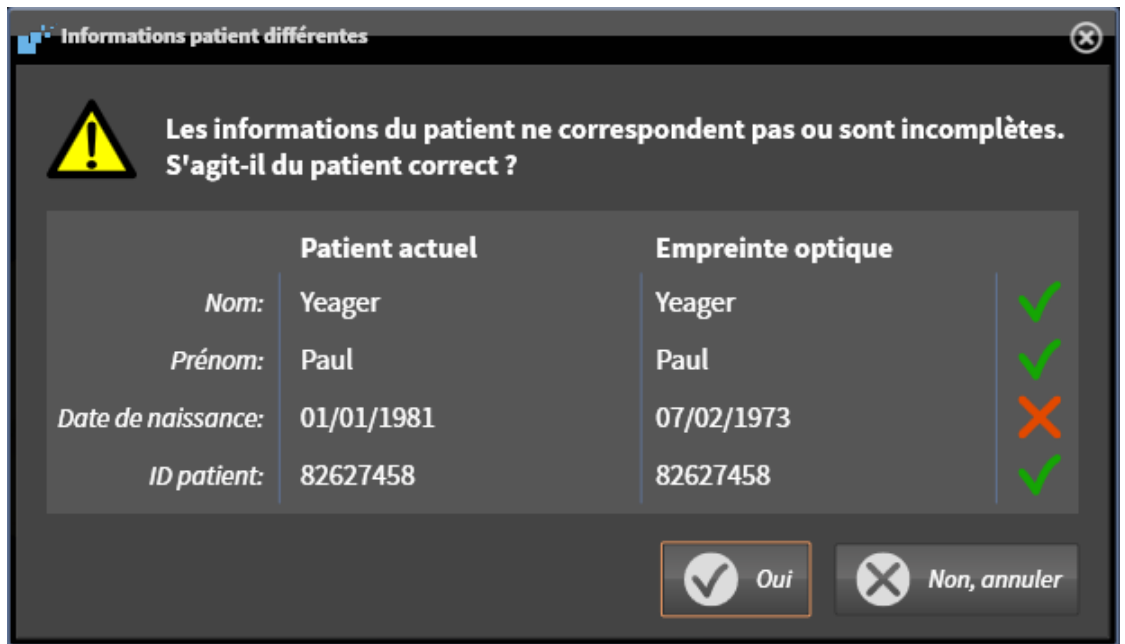 Informations patient différentes
Les informations du patient ne correspondent pas ou sont incomplètes.
S'agit-il du patient correct ?
Patient actuel Empreinte optique
Nom: Yeager Yeager
Prénom: Paul Paul
Date de naissance: 01/01/1981 07/02/1973
ID patient: 82627458 82627458
Oui Non, annuler